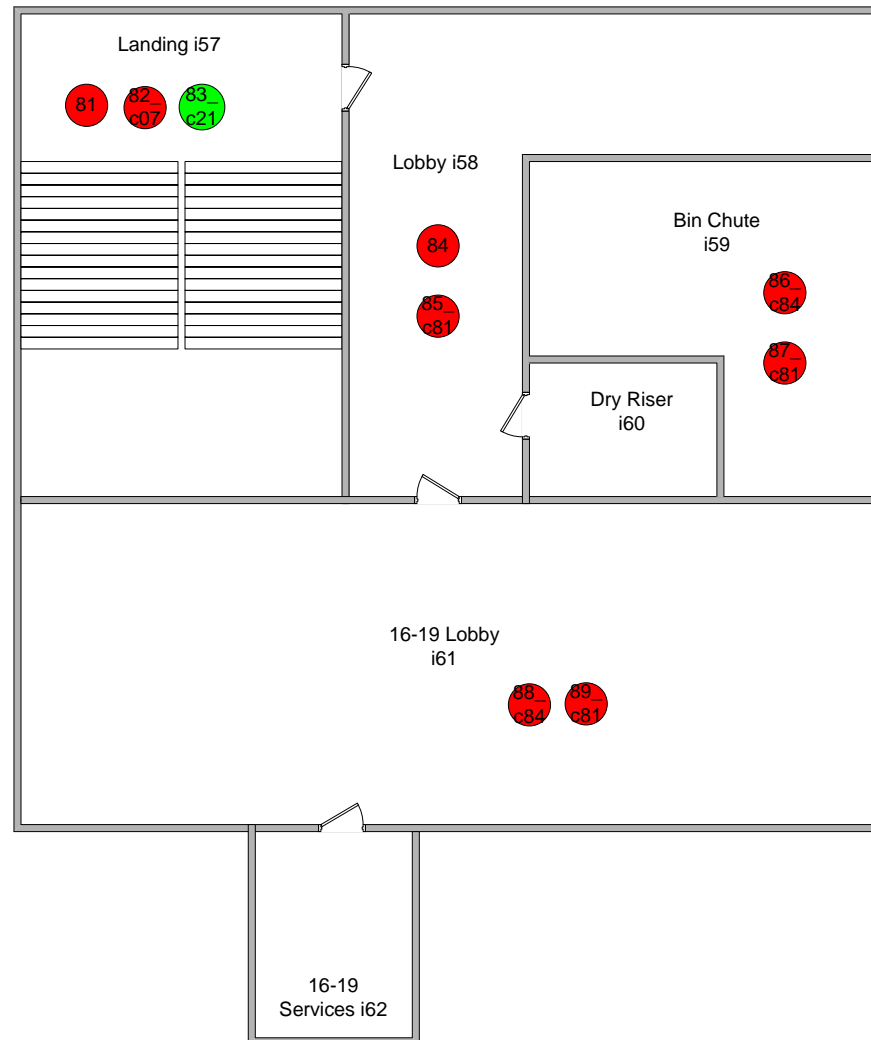 Landing i57
81
82_
c07
83_
c21
Lobby i58
84
85_
c81
Bin Chute
i59
86_
c84
87_
c81
Dry Riser
i60
16-19 Lobby
i61
88_
c84
89_
c81
16-19
Services i62